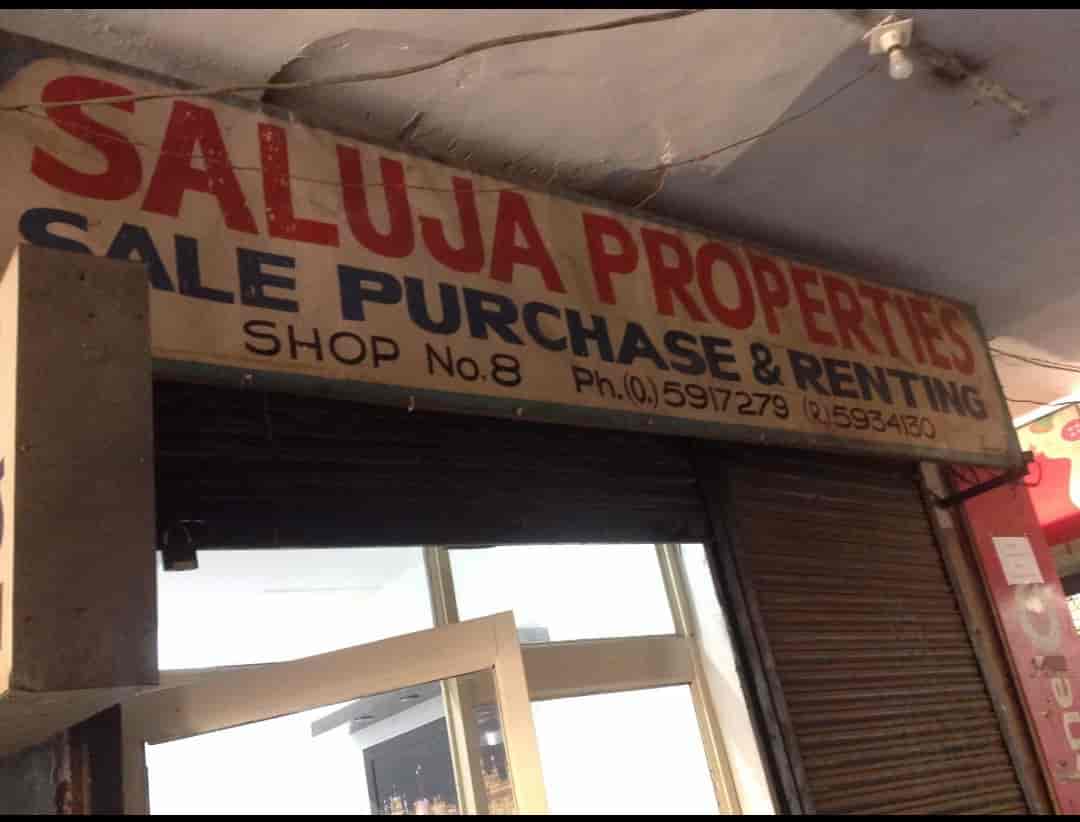 SALUJA PROPERTIES
SALE PURCHASE & RENTING
SHOP No.8 Ph.(O.) 5917279 (R.) 5934130